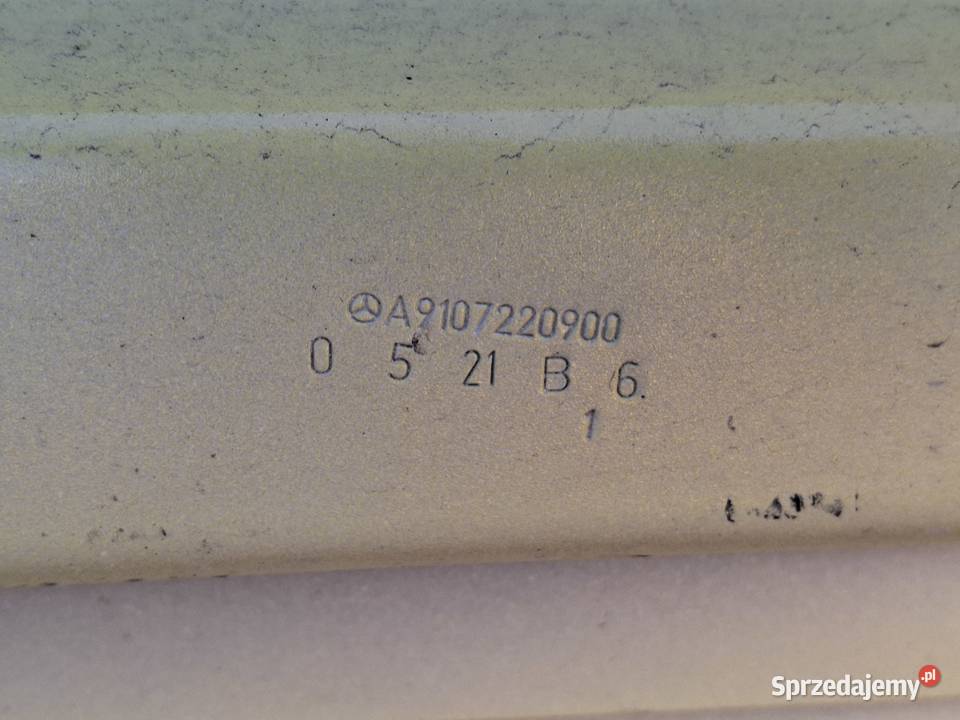 A9107220900
0 5 21 B 6.
1
Sprzedajemy.pl